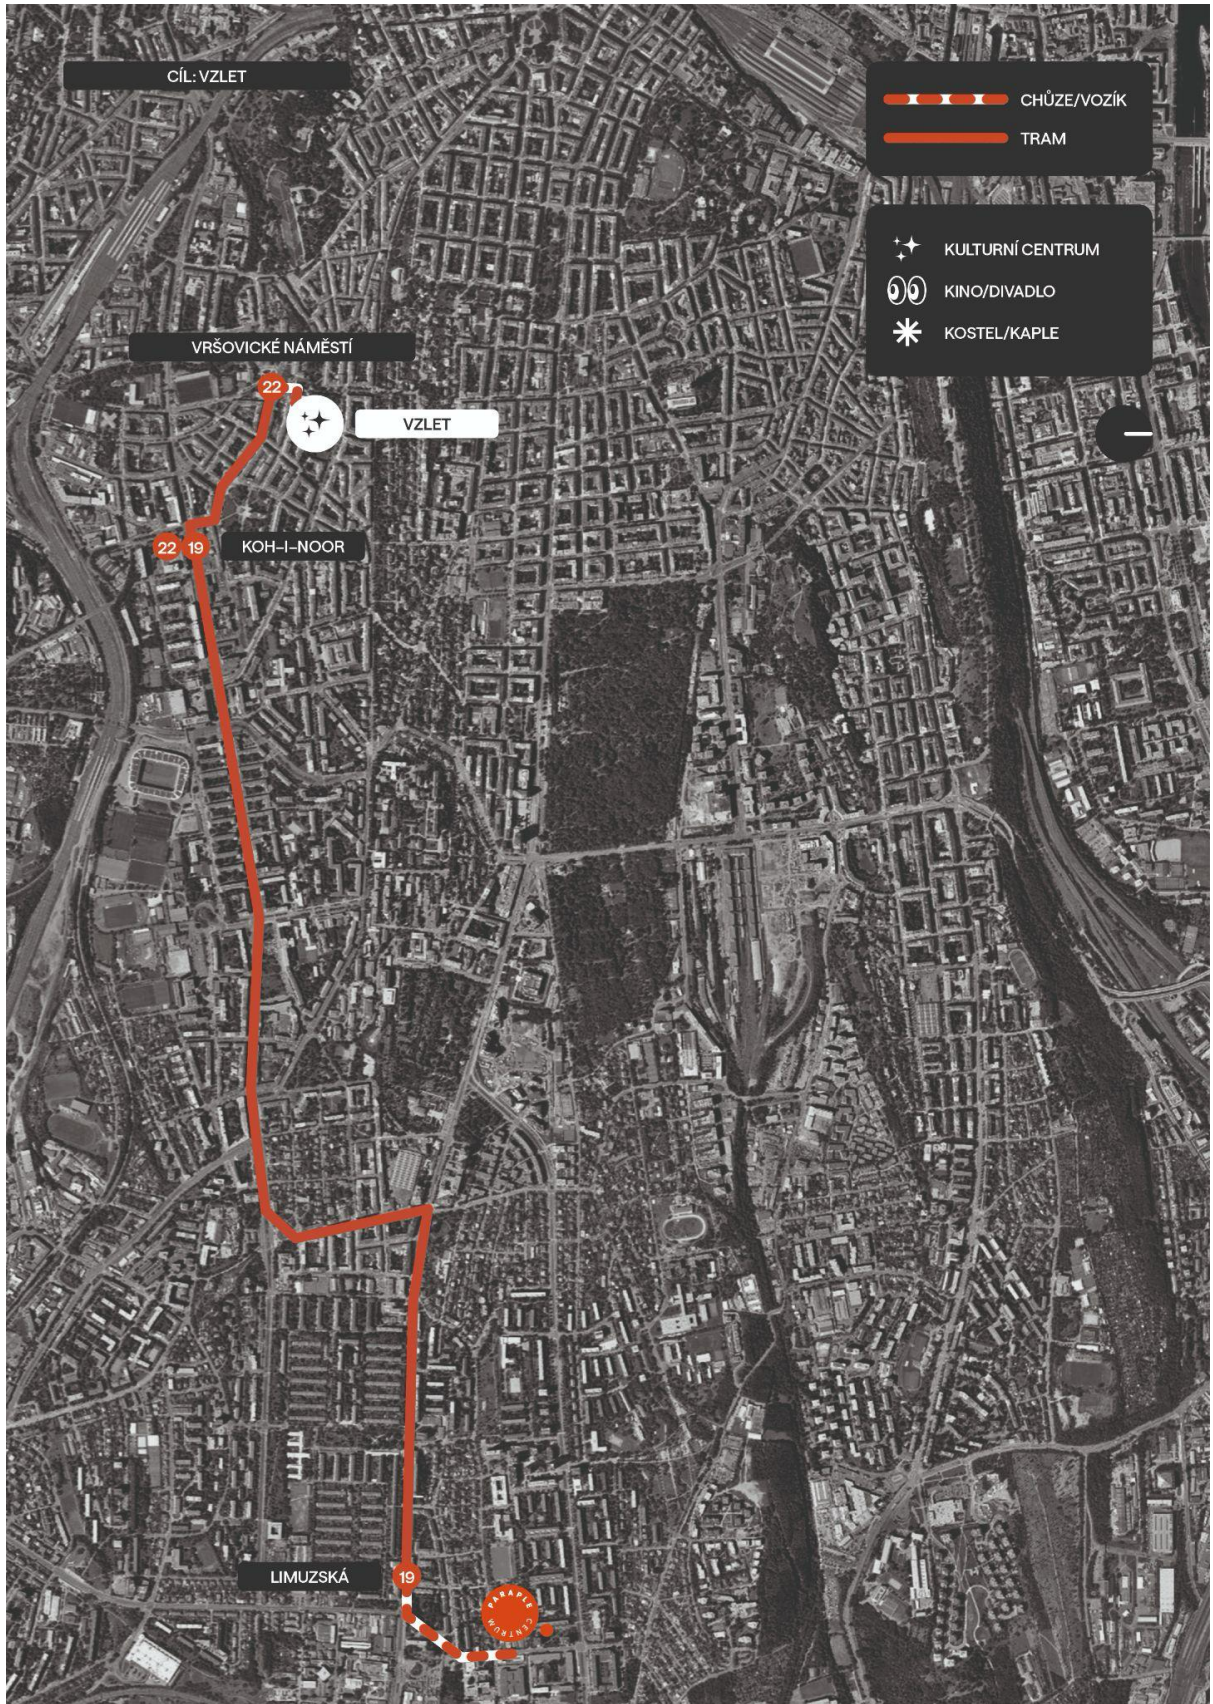 CÍL: VZLET
CHŮZE/VOZÍK
TRAM
KULTURNÍ CENTRUM
KINO/DIVADLO
KOSTEL/KAPLE
VRŠOVICKÉ NÁMĚSTÍ
22
VZLET
22
19
KOH-I-NOOR
LIMUZSKÁ
19
PARAPLE
CENTRUM